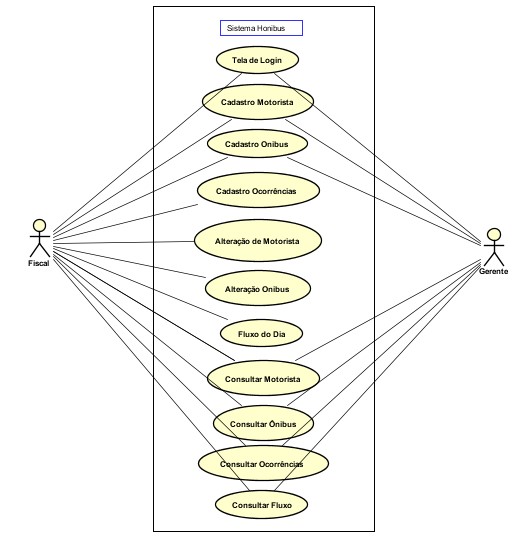 Sistema Honibus
Tela de Login
Cadastro Motorista
Cadastro Onibus
Cadastro Ocorrências
Alteração de Motorista
Fiscal
Gerente
Alteração Onibus
Fluxo do Dia
Consultar Motorista
Consultar Ônibus
Consultar Ocorrências
Consultar Fluxo